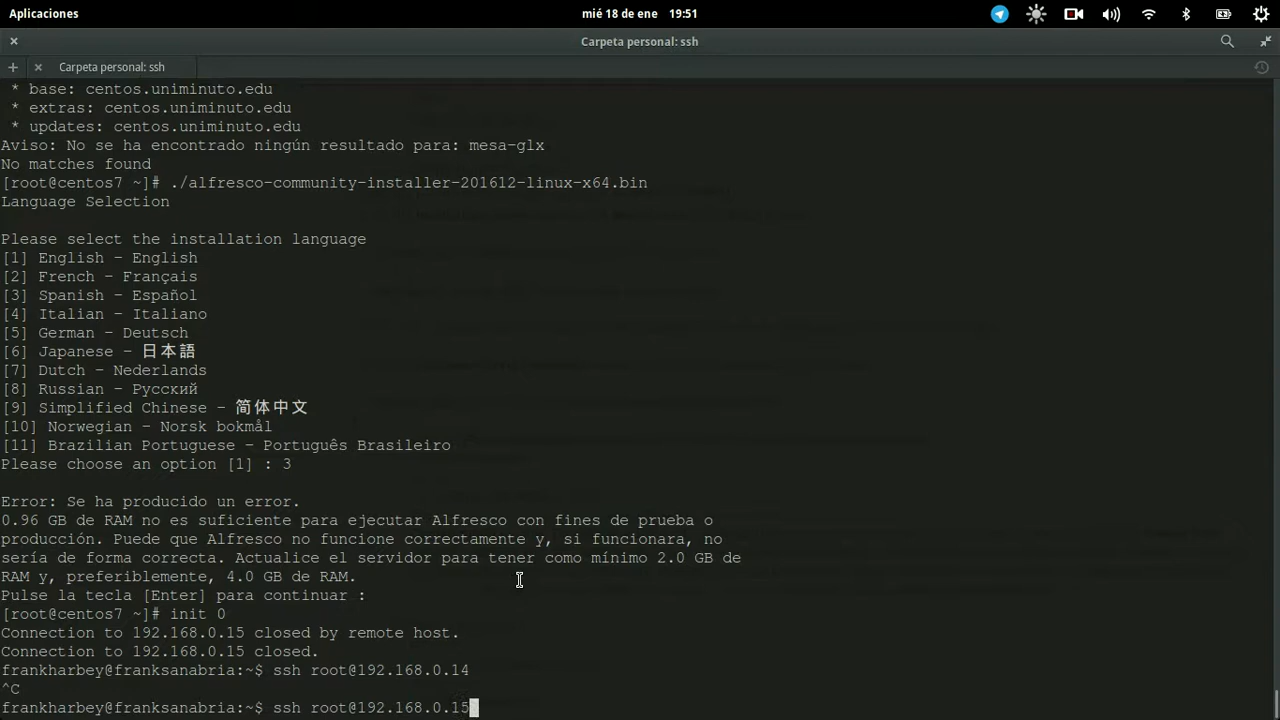 Aplicaciones
mié 18 de ene 19:51
Carpeta personal: ssh
Carpeta personal: ssh
* base: centos.uniminuto.edu
* extras: centos.uniminuto.edu
* updates: centos.uniminuto.edu
Aviso: No se ha encontrado ningún resultado para: mesa-glx
No matches found
[root@centos7 ~]# ./alfresco-community-installer-201612-linux-x64.bin
Language Selection
Please select the installation language
[1] English - English
[2] French - Français
[3] Spanish - Español
[4] Italian - Italiano
[5] German - Deutsch
[6] Japanese - 日本語
[7] Dutch - Nederlands
[8] Russian - Русский
[9] Simplified Chinese - 简体中文
[10] Norwegian - Norsk bokmål
[11] Brazilian Portuguese - Português Brasileiro
Please choose an option [1] : 3
Error: Se ha producido un error.
0.96 GB de RAM no es suficiente para ejecutar Alfresco con fines de prueba o
producción. Puede que Alfresco no funcione correctamente y, si funcionara, no
sería de forma correcta. Actualice el servidor para tener como mínimo 2.0 GB de
RAM y, preferiblemente, 4.0 GB de RAM.
Pulse la tecla [Enter] para continuar :
[root@centos7 ~]# init 0
Connection to 192.168.0.15 closed by remote host.
Connection to 192.168.0.15 closed.
frankharbey@franksanabria:~$ ssh root@192.168.0.14
^C
frankharbey@franksanabria:~$ ssh root@192.168.0.15